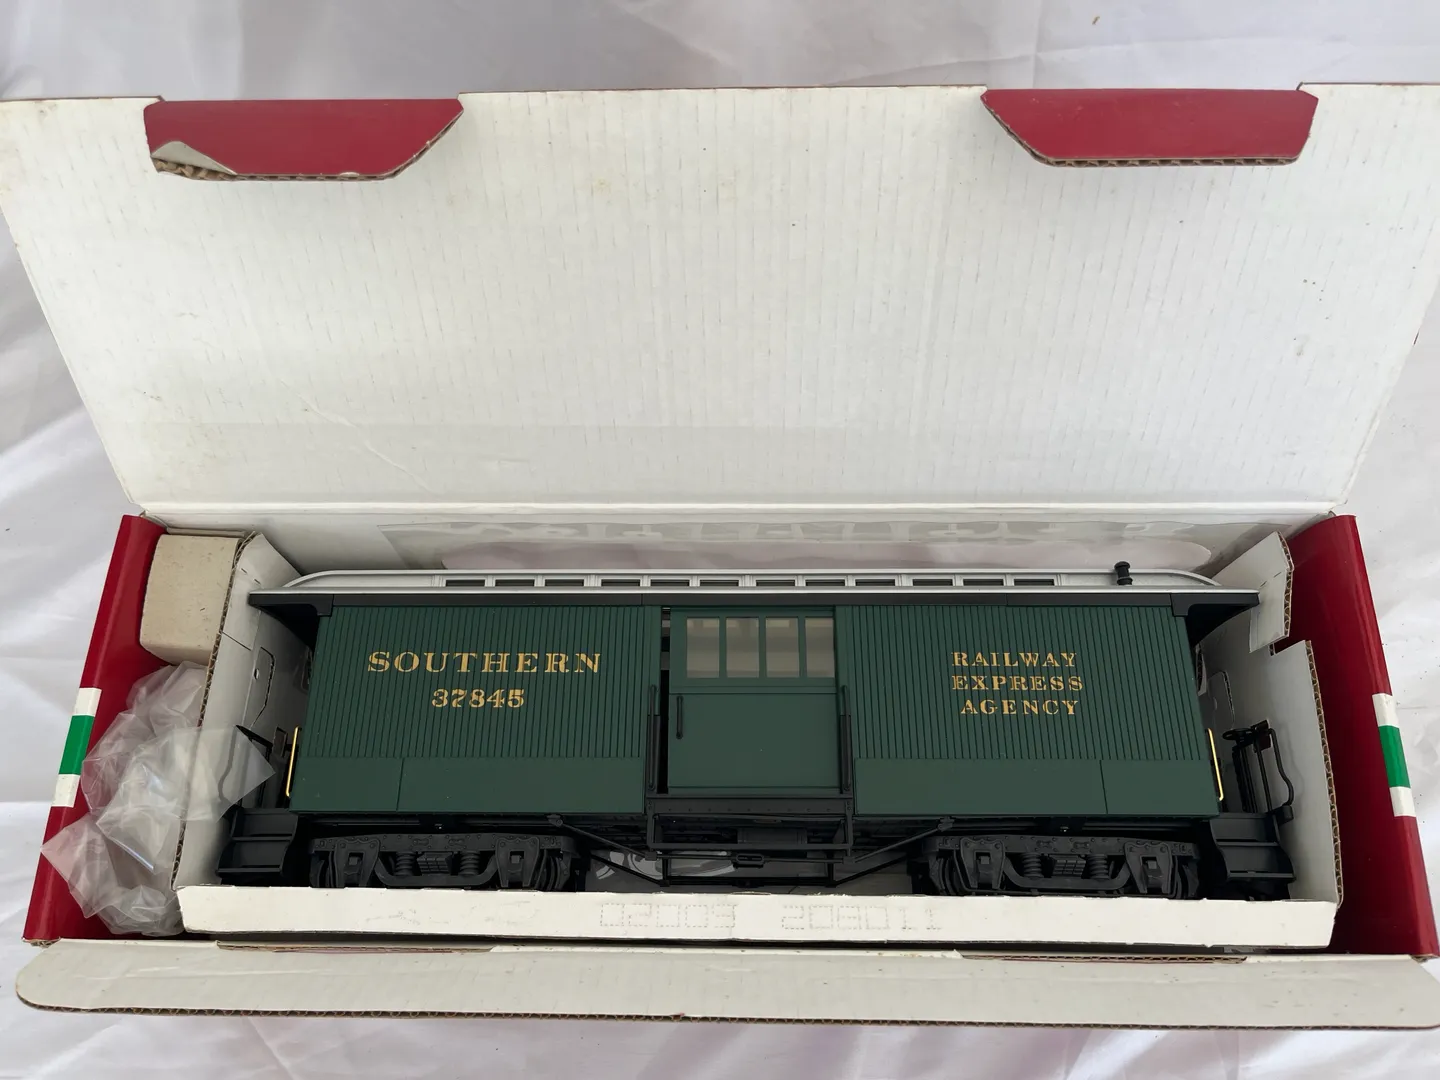 SOUTHERN
37845
RAILWAY
EXPRESS
AGENCY